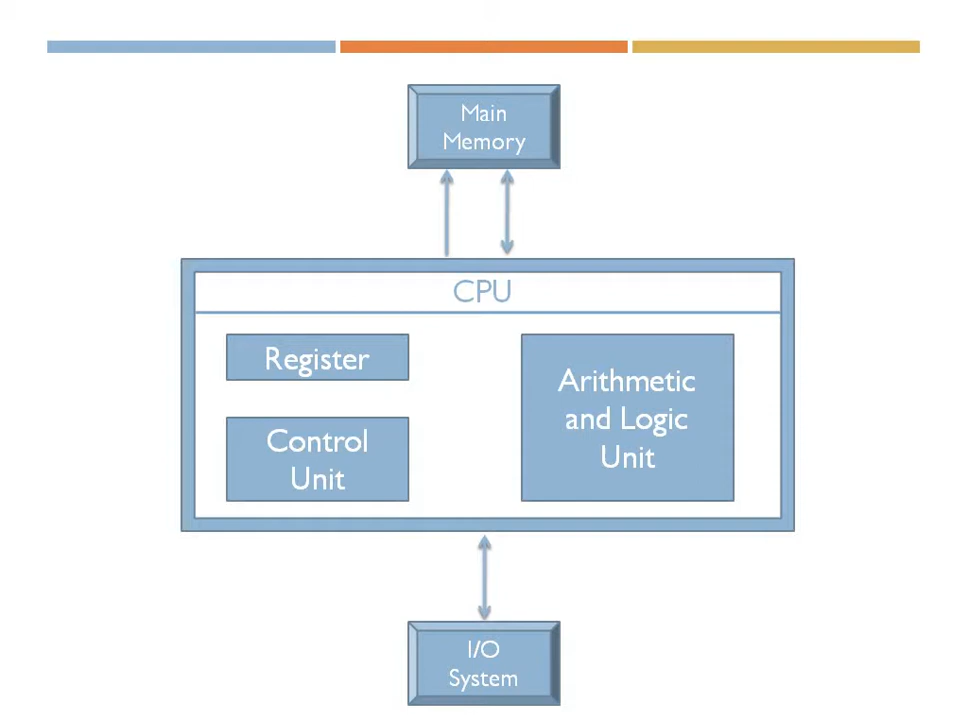 Main
Memory
CPU
Register
Control
Unit
Arithmetic
and Logic
Unit
I/O
System